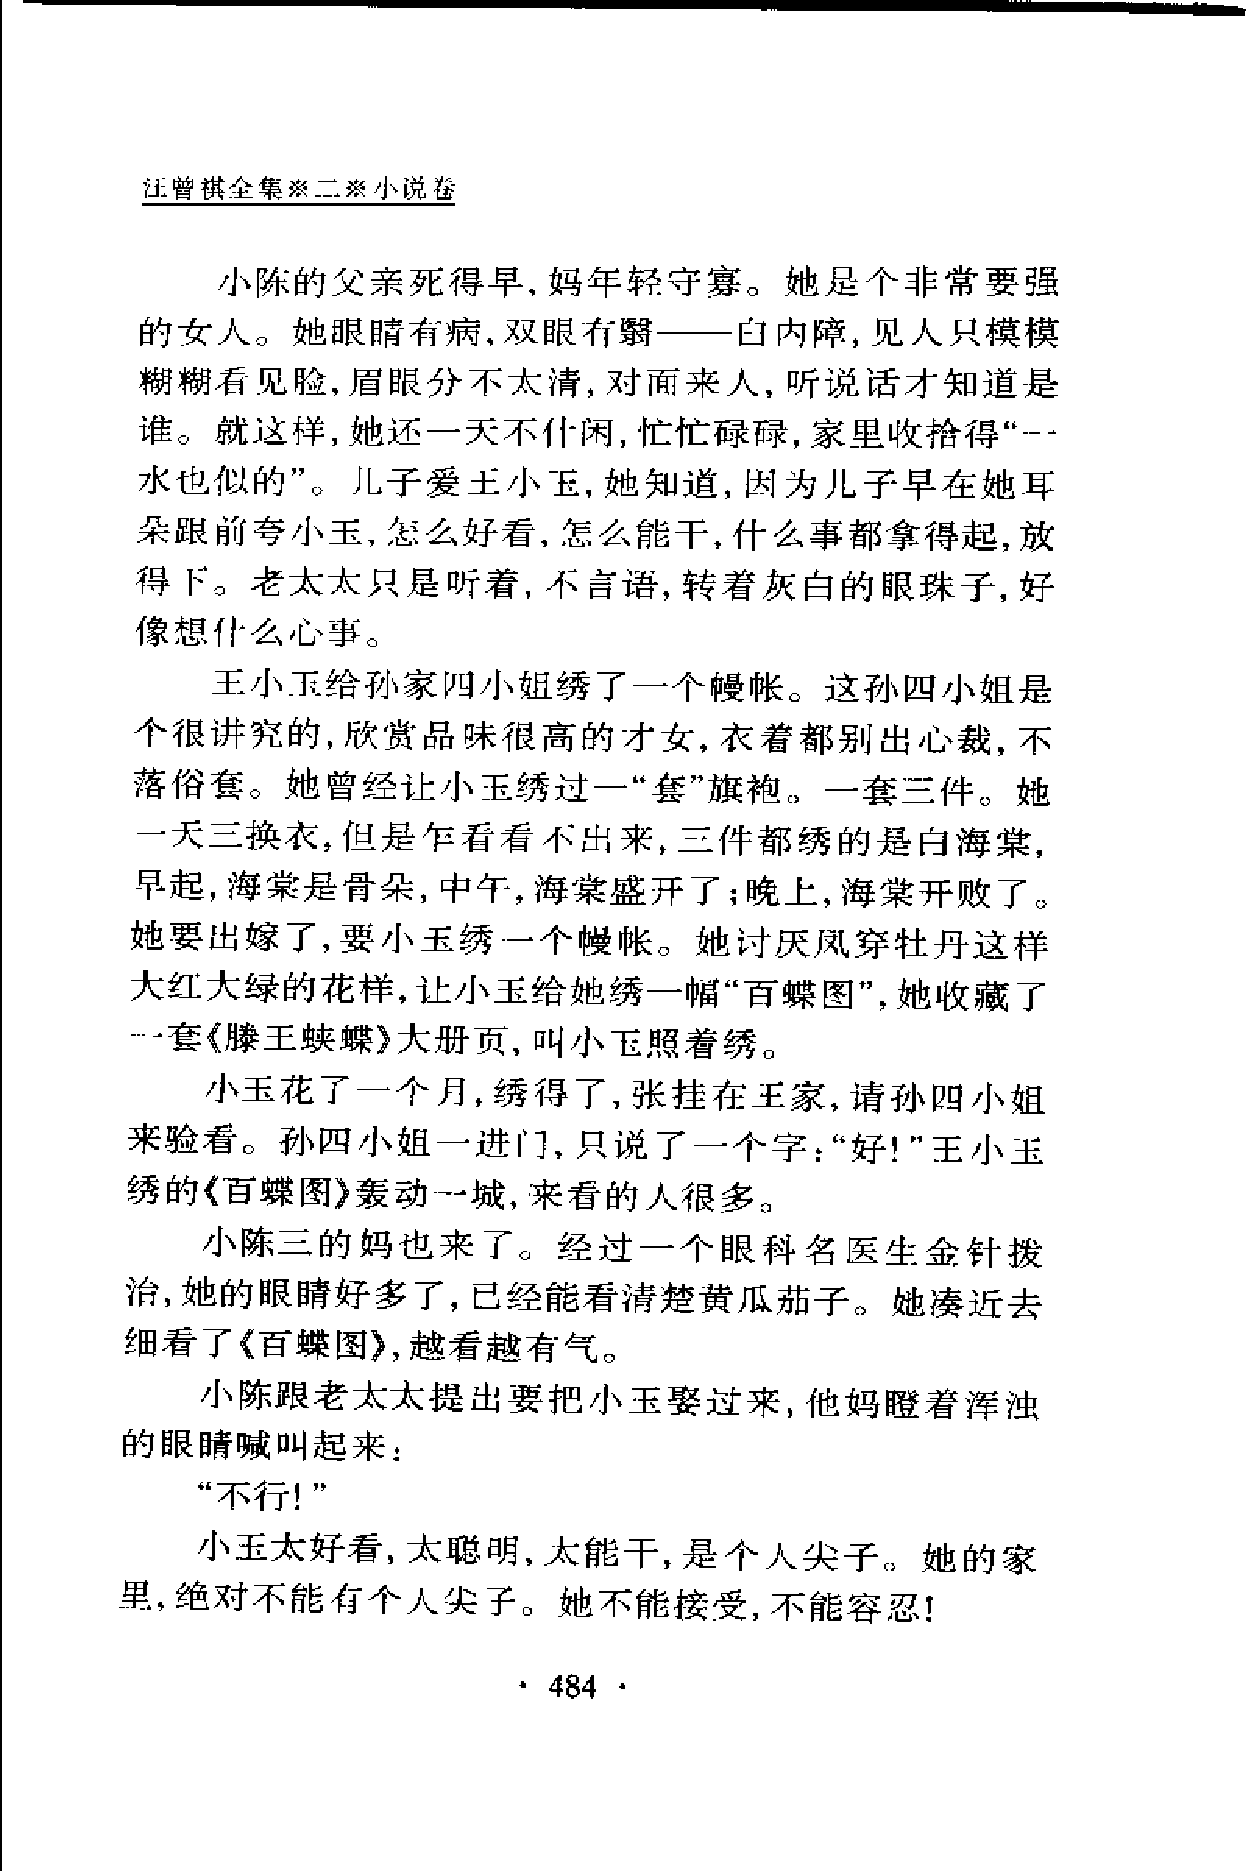 汪曾祺全集※二※小说卷
小陈的父亲死得早,妈年轻守寡。她是个非常要强
的女人。她眼睛有病,双眼有翳——白内障,见人只模模
糊糊看见脸,眉眼分不太清,对面来人,听说话才知道是
谁。就这样,她还一天不什闲,忙忙碌碌,家里收拾得“一
水也似的”。儿子爱王小玉,她知道,因为儿子早在她耳
朵跟前夸小玉,怎么好看,怎么能干,什么事都拿得起,放
得下。老太太只是听着,不言语,转着灰白的眼珠子,好
像想什么心事。
王小玉给孙家四小姐绣了一个幔帐。这孙四小姐是
个很讲究的,欣赏品味很高的才女,衣着都别出心裁,不
落俗套。她曾经让小玉绣过一“套”旗袍。一套三件。她
一天三换衣,但是乍看看不出来,三件都绣的是白海棠,
早起,海棠是骨朵,中午,海棠盛开了;晚上,海棠开败了。
她要出嫁了,要小玉绣一个幔帐。她讨厌凤穿牡丹这样
大红大绿的花样,让小玉给她绣一幅“百蝶图”,她收藏了
一套《滕王蛱蝶》大册页,叫小玉照着绣。
小玉花了一个月,绣得了,张挂在王家,请孙四小姐
来验看。孙四小姐一进门,只说了一个字:“好!”王小玉
绣的《百蝶图》轰动一城,来看的人很多。
小陈三的妈也来了。经过一个眼科名医生金针拨
治,她的眼睛好多了,已经能看清楚黄瓜茄子。她凑近去
细看了《百蝶图》,越看越有气。
小陈跟老太太提出要把小玉娶过来,他妈瞪着浑浊
的眼睛喊叫起来:
“不行!”
小玉太好看,太聪明,太能干,是个人尖子。她的家
里,绝对不能有个人尖子。她不能接受,不能容忍!
· 484 ·